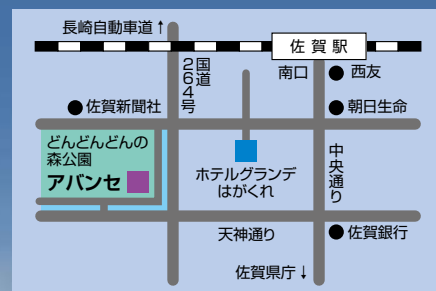 長崎自動車道↑
佐賀駅
国道
264号
南口
西友
佐賀新聞社
朝日生命
どんどんどんの
森公園
アバンセ
ホテルグランデ
はがくれ
中央通り
天神通り
佐賀銀行
佐賀県庁↓